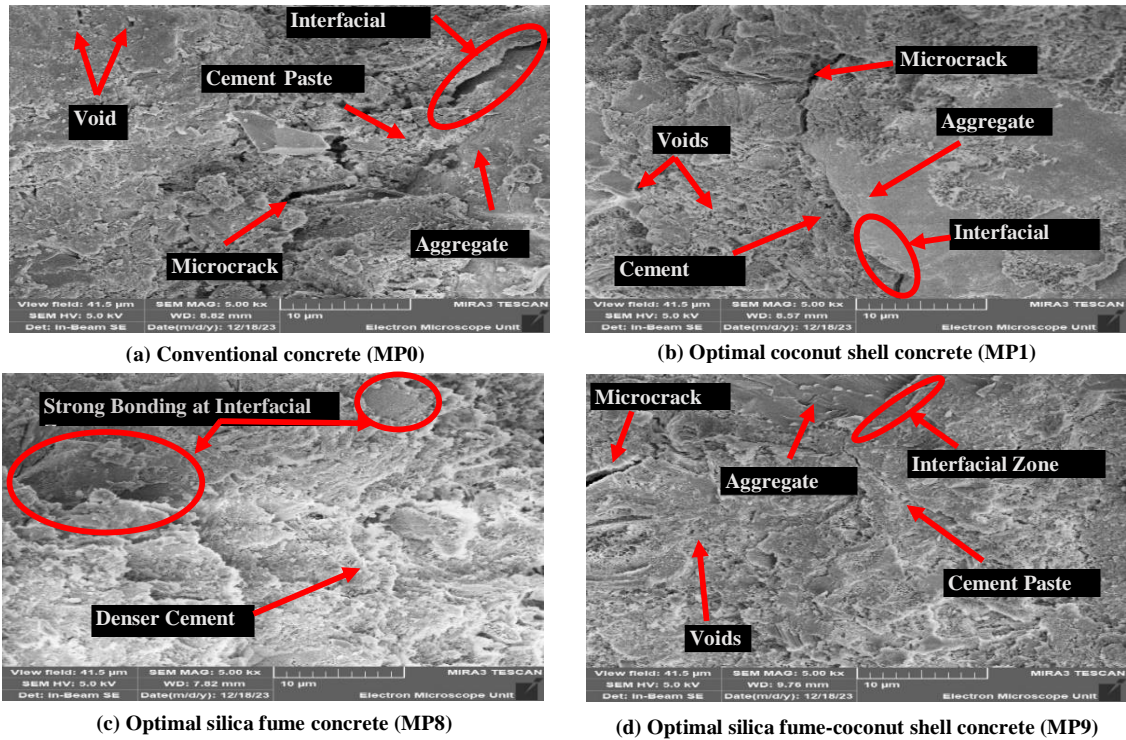 Interfacial
Cement Paste
Void
Microcrack
Aggregate
View field: 41.5 µm SEM MAG: 5.00 kx
SEM HV: 5.0 kV WD: 8.82 mm 10 µm MIRA3 TESCAN
Det: In-Beam SE Date(m/d/y): 12/18/23 Electron Microscope Unit
(a) Conventional concrete (MP0)
Microcrack
Aggregate
Voids
Interfacial
Cement
View field: 41.5 µm SEM MAG: 5.00 kx
SEM HV: 5.0 kV WD: 8.57 mm 10 µm MIRA3 TESCAN
Det: In-Beam SE Date(m/d/y): 12/18/23 Electron Microscope Unit
(b) Optimal coconut shell concrete (MP1)
Strong Bonding at Interfacial
Denser Cement
View field: 41.5 µm SEM MAG: 5.00 kx
SEM HV: 5.0 kV WD: 7.82 mm 10 µm MIRA3 TESCAN
Det: In-Beam SE Date(m/d/y): 12/18/23 Electron Microscope Unit
(c) Optimal silica fume concrete (MP8)
Microcrack
Aggregate
Interfacial Zone
Cement Paste
Voids
View field: 41.5 µm SEM MAG: 5.00 kx
SEM HV: 5.0 kV WD: 9.76 mm 10 µm MIRA3 TESCAN
Det: In-Beam SE Date(m/d/y): 12/18/23 Electron Microscope Unit
(d) Optimal silica fume-coconut shell concrete (MP9)